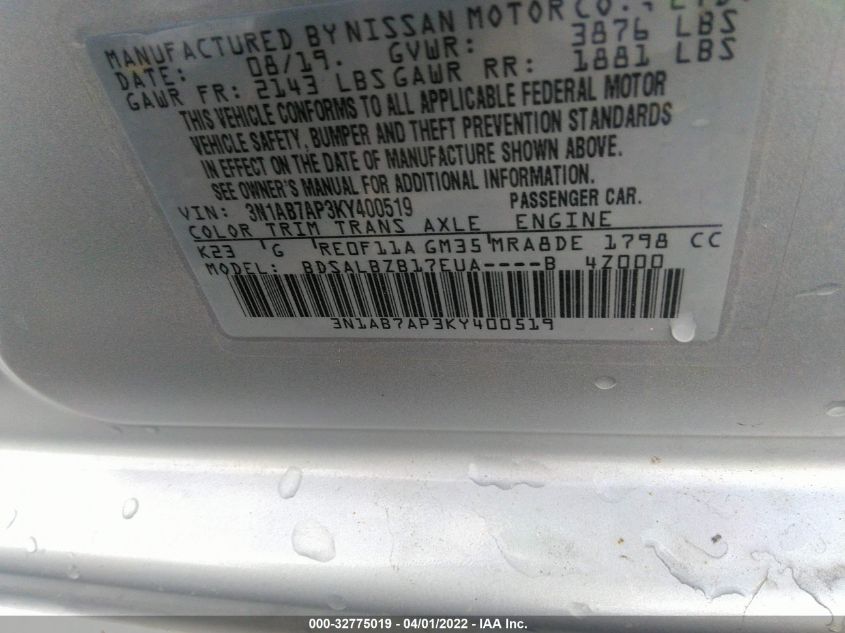 MANUFACTURED BY NISSAN MOTOR CO., LTD.
DATE: 08/19. GVWR: 3876 LBS
GAWR FR: 2143 LBS GAWR RR: 1881 LBS
THIS VEHICLE CONFORMS TO ALL APPLICABLE FEDERAL MOTOR
VEHICLE SAFETY, BUMPER AND THEFT PREVENTION STANDARDS
IN EFFECT ON THE DATE OF MANUFACTURE SHOWN ABOVE.
SEE OWNER'S MANUAL FOR ADDITIONAL INFORMATION.
VIN: 3N1AB7AP3KY400519 PASSENGER CAR.
COLOR TRIM TRANS AXLE ENGINE
K23 'G 'RE0F11A GM35'MRA8DE 1798 CC
MODEL: BDSALBZB17EUA----B 4Z000
3N1AB7AP3KY400519
000-32775019 - 04/01/2022 - IAA Inc.